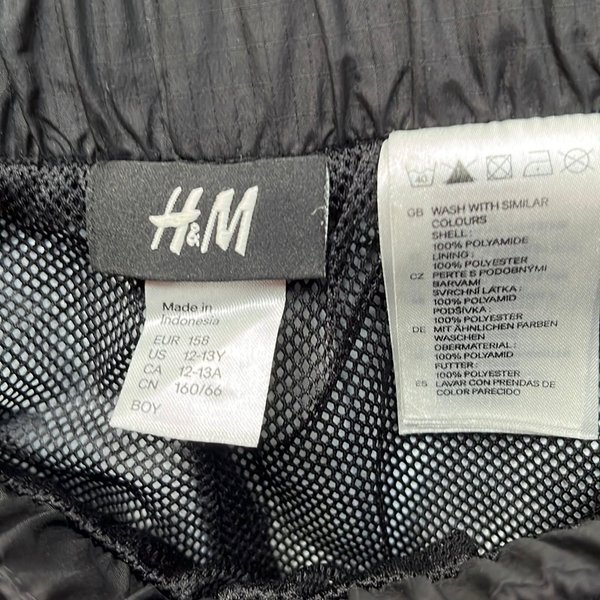 H&M
Made in
Indonesia
EUR 158
US 12-13Y
CA 12-13A
CN 160/66
BOY
GB WASH WITH SIMILAR
COLOURS
SHELL:
100% POLYAMIDE
LINING:
100% POLYESTER
CZ PERTE S PODOBNÝMI
BARVAMI
SVRCHNÍ LÁTKA:
100% POLYAMID
PODŠÍVKA:
100% POLYESTER
DE MIT ÄHNLICHEN FARBEN
WASCHEN
OBERMATERIAL:
100% POLYAMID
FUTTER:
100% POLYESTER
ES LAVAR CON PRENDAS DE
COLOR PARECIDO